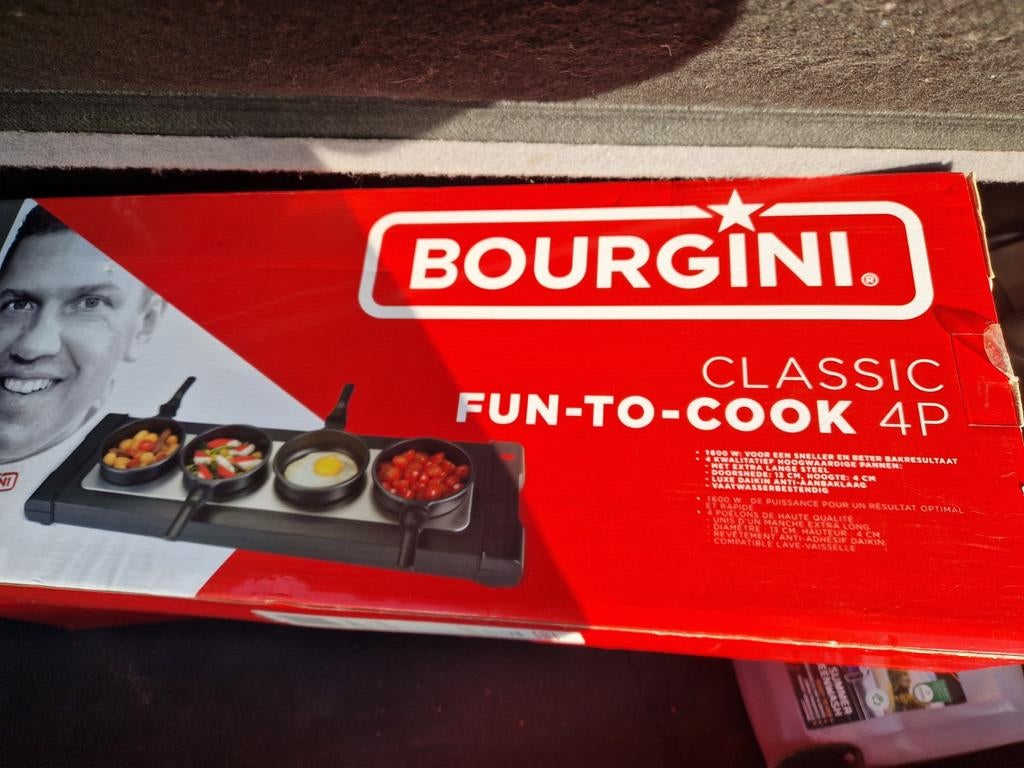 BOURGINI®
CLASSIC
FUN-TO-COOK 4P
• 1600 W: VOOR EEN SNELLER EN BETER BAKRESULTAAT
• 4 KWALITATIEF HOOGWAARDIGE PANNEN:
- MET EXTRA LANGE STEEL
- DOORSNEDE: 13 CM, HOOGTE: 4 CM
- LUXE DAIKIN ANTI-AANBAKLAAG
- VAATWASSERBESTENDIG
• 1600 W DE PUISSANCE POUR UN RÉSULTAT OPTIMAL
ET RAPIDE
• 4 POÊLONS DE HAUTE QUALITÉ
- UNIS D'UN MANCHE EXTRA LONG
- DIAMÈTRE : 13 CM, HAUTEUR : 4 CM
- REVÊTEMENT ANTI-ADHÉSIF DAIKIN
- COMPATIBLE LAVE-VAISSELLE
NI
SUMMER